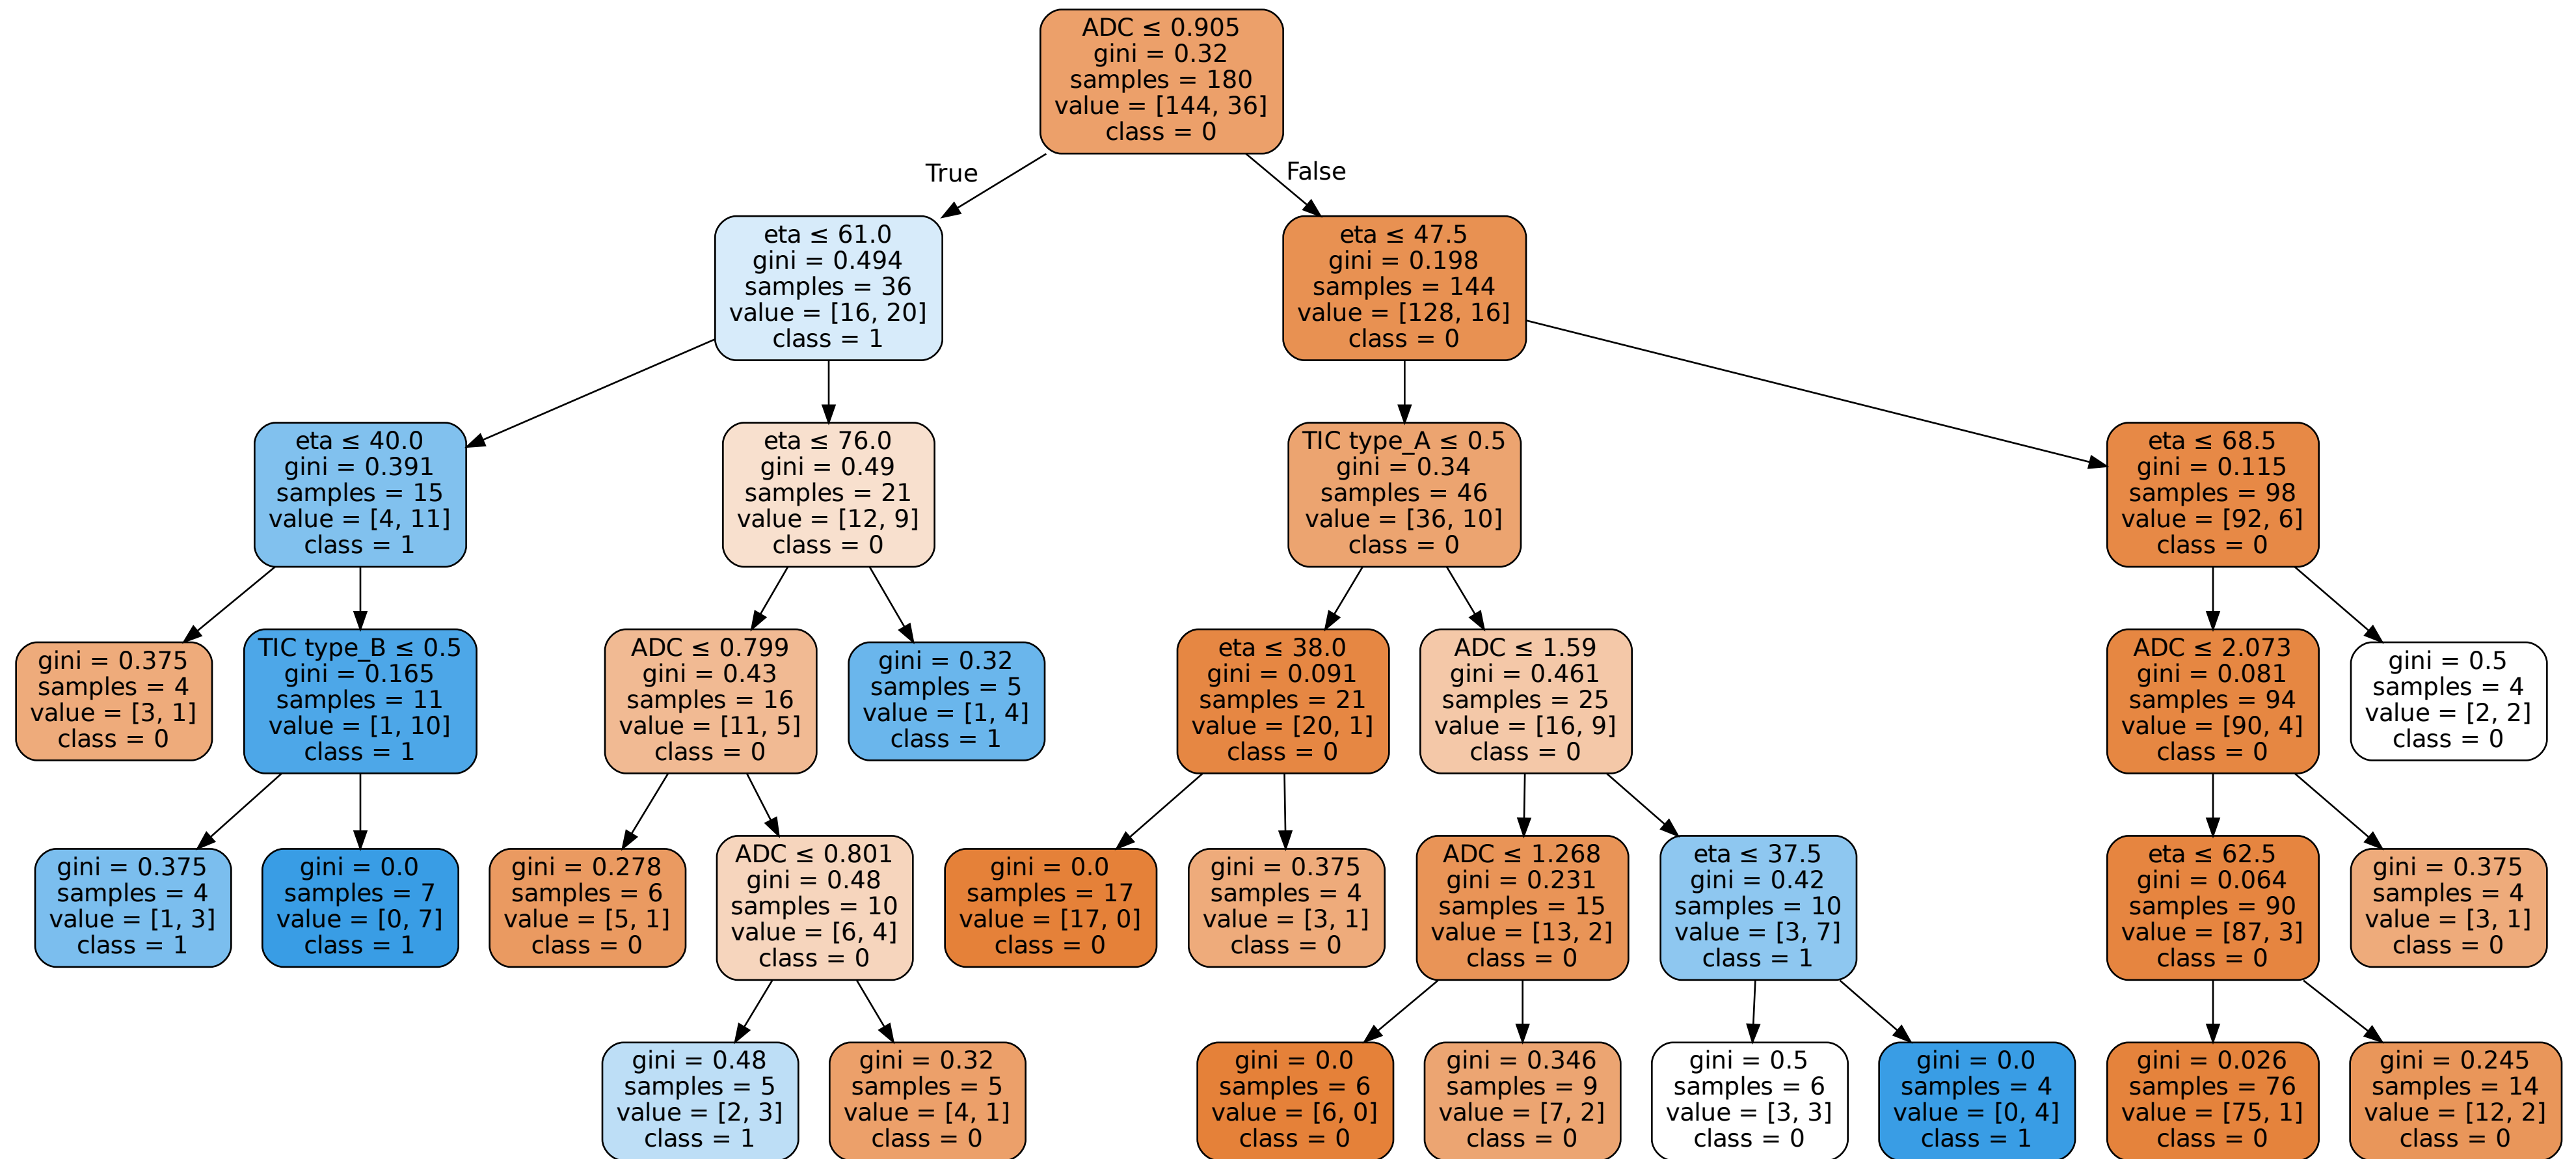 ADC ≤ 0.905
gini = 0.32
samples = 180
value = [144, 36]
class = 0
True
False
eta ≤ 61.0
gini = 0.494
samples = 36
value = [16, 20]
class = 1
eta ≤ 47.5
gini = 0.198
samples = 144
value = [128, 16]
class = 0
eta ≤ 40.0
gini = 0.391
samples = 15
value = [4, 11]
class = 1
eta ≤ 76.0
gini = 0.49
samples = 21
value = [12, 9]
class = 0
TIC type_A ≤ 0.5
gini = 0.34
samples = 46
value = [36, 10]
class = 0
eta ≤ 68.5
gini = 0.115
samples = 98
value = [92, 6]
class = 0
gini = 0.375
samples = 4
value = [3, 1]
class = 0
TIC type_B ≤ 0.5
gini = 0.165
samples = 11
value = [1, 10]
class = 1
ADC ≤ 0.799
gini = 0.43
samples = 16
value = [11, 5]
class = 0
gini = 0.32
samples = 5
value = [1, 4]
class = 1
eta ≤ 38.0
gini = 0.091
samples = 21
value = [20, 1]
class = 0
ADC ≤ 1.59
gini = 0.461
samples = 25
value = [16, 9]
class = 0
ADC ≤ 2.073
gini = 0.081
samples = 94
value = [90, 4]
class = 0
gini = 0.5
samples = 4
value = [2, 2]
class = 0
gini = 0.375
samples = 4
value = [1, 3]
class = 1
gini = 0.0
samples = 7
value = [0, 7]
class = 1
gini = 0.278
samples = 6
value = [5, 1]
class = 0
ADC ≤ 0.801
gini = 0.48
samples = 10
value = [6, 4]
class = 0
gini = 0.0
samples = 17
value = [17, 0]
class = 0
gini = 0.375
samples = 4
value = [3, 1]
class = 0
ADC ≤ 1.268
gini = 0.231
samples = 15
value = [13, 2]
class = 0
eta ≤ 37.5
gini = 0.42
samples = 10
value = [3, 7]
class = 1
eta ≤ 62.5
gini = 0.064
samples = 90
value = [87, 3]
class = 0
gini = 0.375
samples = 4
value = [3, 1]
class = 0
gini = 0.48
samples = 5
value = [2, 3]
class = 1
gini = 0.32
samples = 5
value = [4, 1]
class = 0
gini = 0.0
samples = 6
value = [6, 0]
class = 0
gini = 0.346
samples = 9
value = [7, 2]
class = 0
gini = 0.5
samples = 6
value = [3, 3]
class = 0
gini = 0.0
samples = 4
value = [0, 4]
class = 1
gini = 0.026
samples = 76
value = [75, 1]
class = 0
gini = 0.245
samples = 14
value = [12, 2]
class = 0